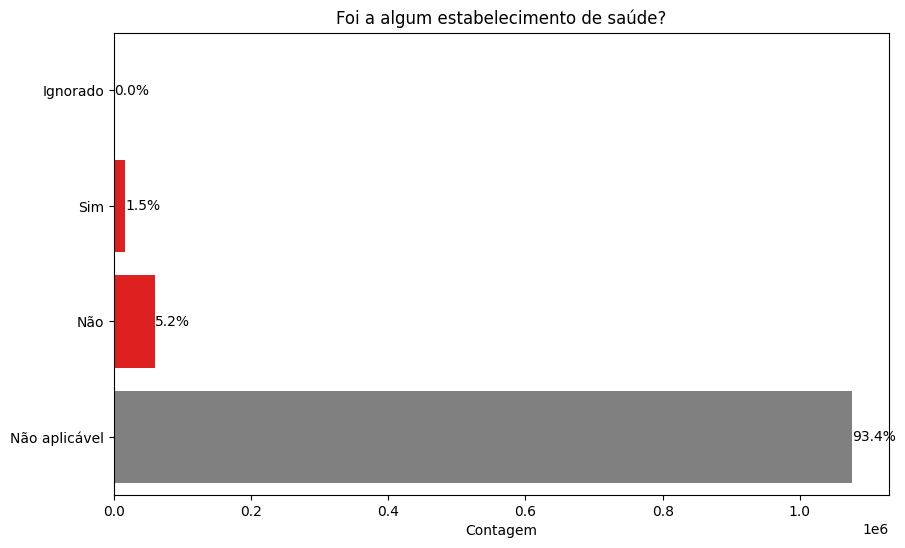 Foi a algum estabelecimento de saúde?
Ignorado
0.0%
Sim
1.5%
Não
5.2%
Não aplicável
93.4%
0.0 0.2 0.4 0.6 0.8 1.0
1e6
Contagem